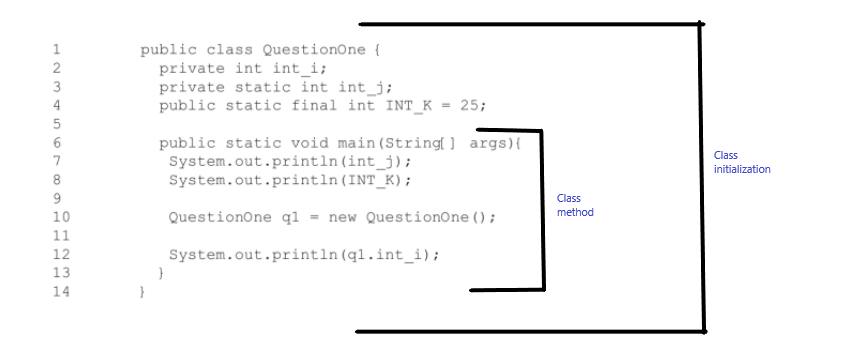 1 public class QuestionOne {
2 private int int_i;
3 private static int int_j;
4 public static final int INT_K = 25;
5
6 public static void main(String[] args){
7 System.out.println(int_j);
8 System.out.println(INT_K);
9
10 QuestionOne q1 = new QuestionOne();
11
12 System.out.println(q1.int_i);
13 }
14 }
Class
method
Class
initialization